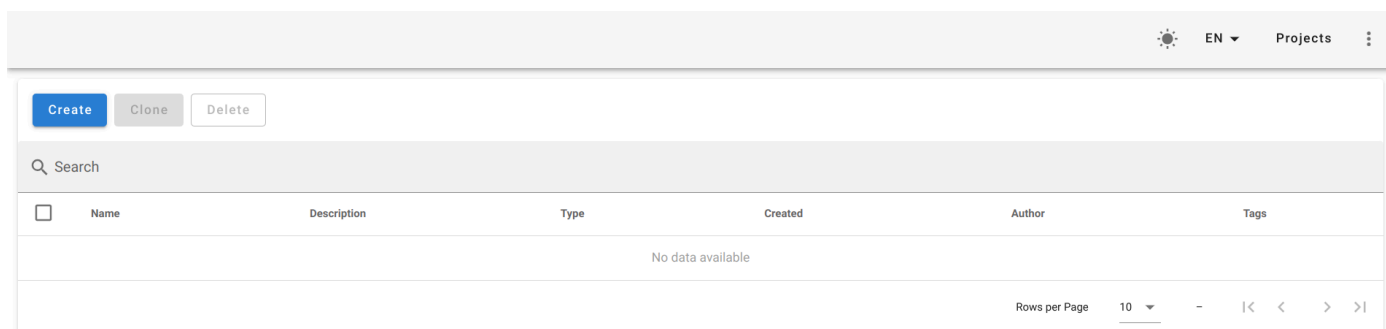 EN Projects
Create Clone Delete
Search
Name Description Type Created Author Tags
No data available
Rows per Page 10 –